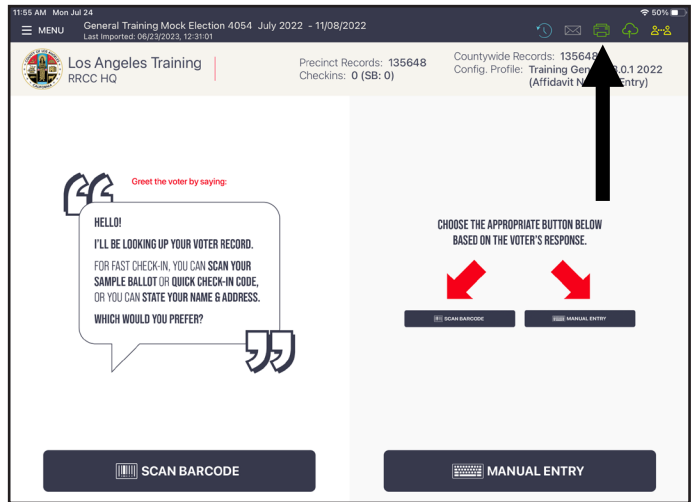 11:55 AM Mon Jul 24
50%
MENU
General Training Mock Election 4054 July 2022 - 11/08/2022
Last Imported: 06/23/2023, 12:31:01
Los Angeles Training
RRCC HQ
Precinct Records: 135648
Checkins: 0 (SB: 0)
Countywide Records: 135648
Config. Profile: Training 0.1 2022
(Affidavit Entry)
Greet the voter by saying:
HELLO!
I'LL BE LOOKING UP YOUR VOTER RECORD.
FOR FAST CHECK-IN, YOU CAN SCAN YOUR
SAMPLE BALLOT OR QUICK CHECK-IN CODE,
OR YOU CAN STATE YOUR NAME & ADDRESS.
WHICH WOULD YOU PREFER?
CHOOSE THE APPROPRIATE BUTTON BELOW
BASED ON THE VOTER'S RESPONSE.
SCAN BARCODE
MANUAL ENTRY
SCAN BARCODE
MANUAL ENTRY